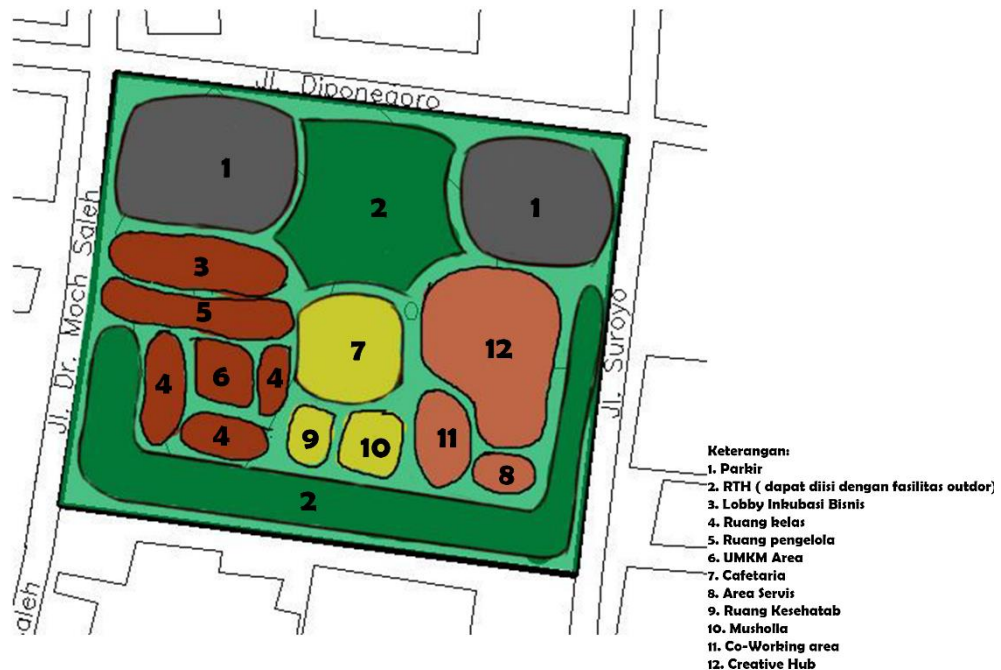 Jl. Diponegoro
1
2
1
Jl. Dr. Moch Saleh
3
5
7
12
Jl. Suroyo
4
6
4
4
9
10
11
8
2
aleh
Keterangan:
1. Parkir
2. RTH ( dapat diisi dengan fasilitas outdor)
3. Lobby Inkubasi Bisnis
4. Ruang kelas
5. Ruang pengelola
6. UMKM Area
7. Cafetaria
8. Area Servis
9. Ruang Kesehatab
10. Musholla
11. Co-Working area
12. Creative Hub